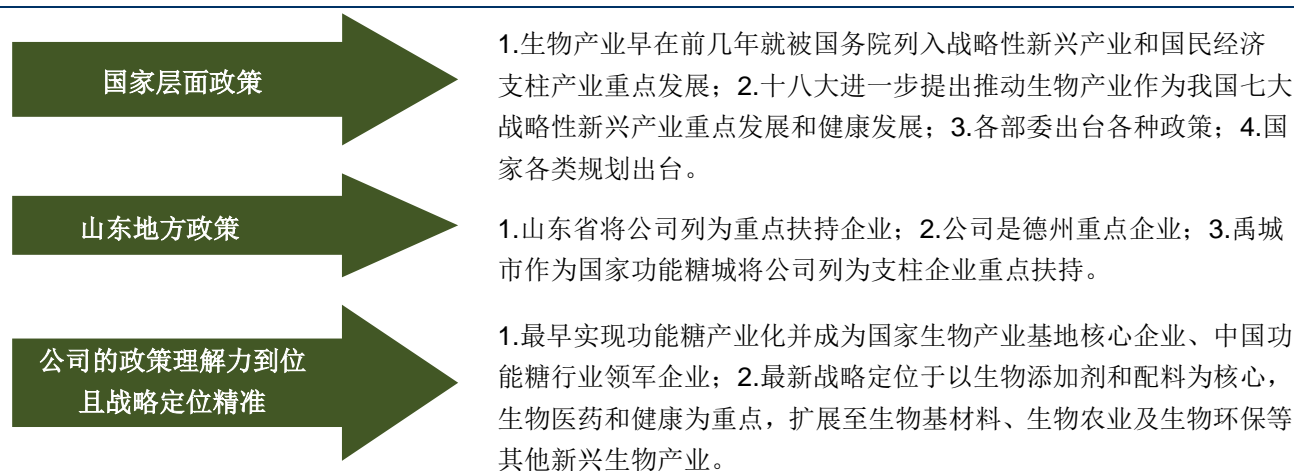 国家层面政策
1.生物产业早在前几年就被国务院列入战略性新兴产业和国民经济
支柱产业重点发展；2.十八大进一步提出推动生物产业作为我国七大
战略性新兴产业重点发展和健康发展；3.各部委出台各种政策；4.国
家各类规划出台。
山东地方政策
1.山东省将公司列为重点扶持企业；2.公司是德州重点企业；3.禹城
市作为国家功能糖城将公司列为支柱企业重点扶持。
公司的政策理解力到位
且战略定位精准
1.最早实现功能糖产业化并成为国家生物产业基地核心企业、中国功
能糖行业领军企业；2.最新战略定位于以生物添加剂和配料为核心，
生物医药和健康为重点，扩展至生物基材料、生物农业及生物环保等
其他新兴生物产业。